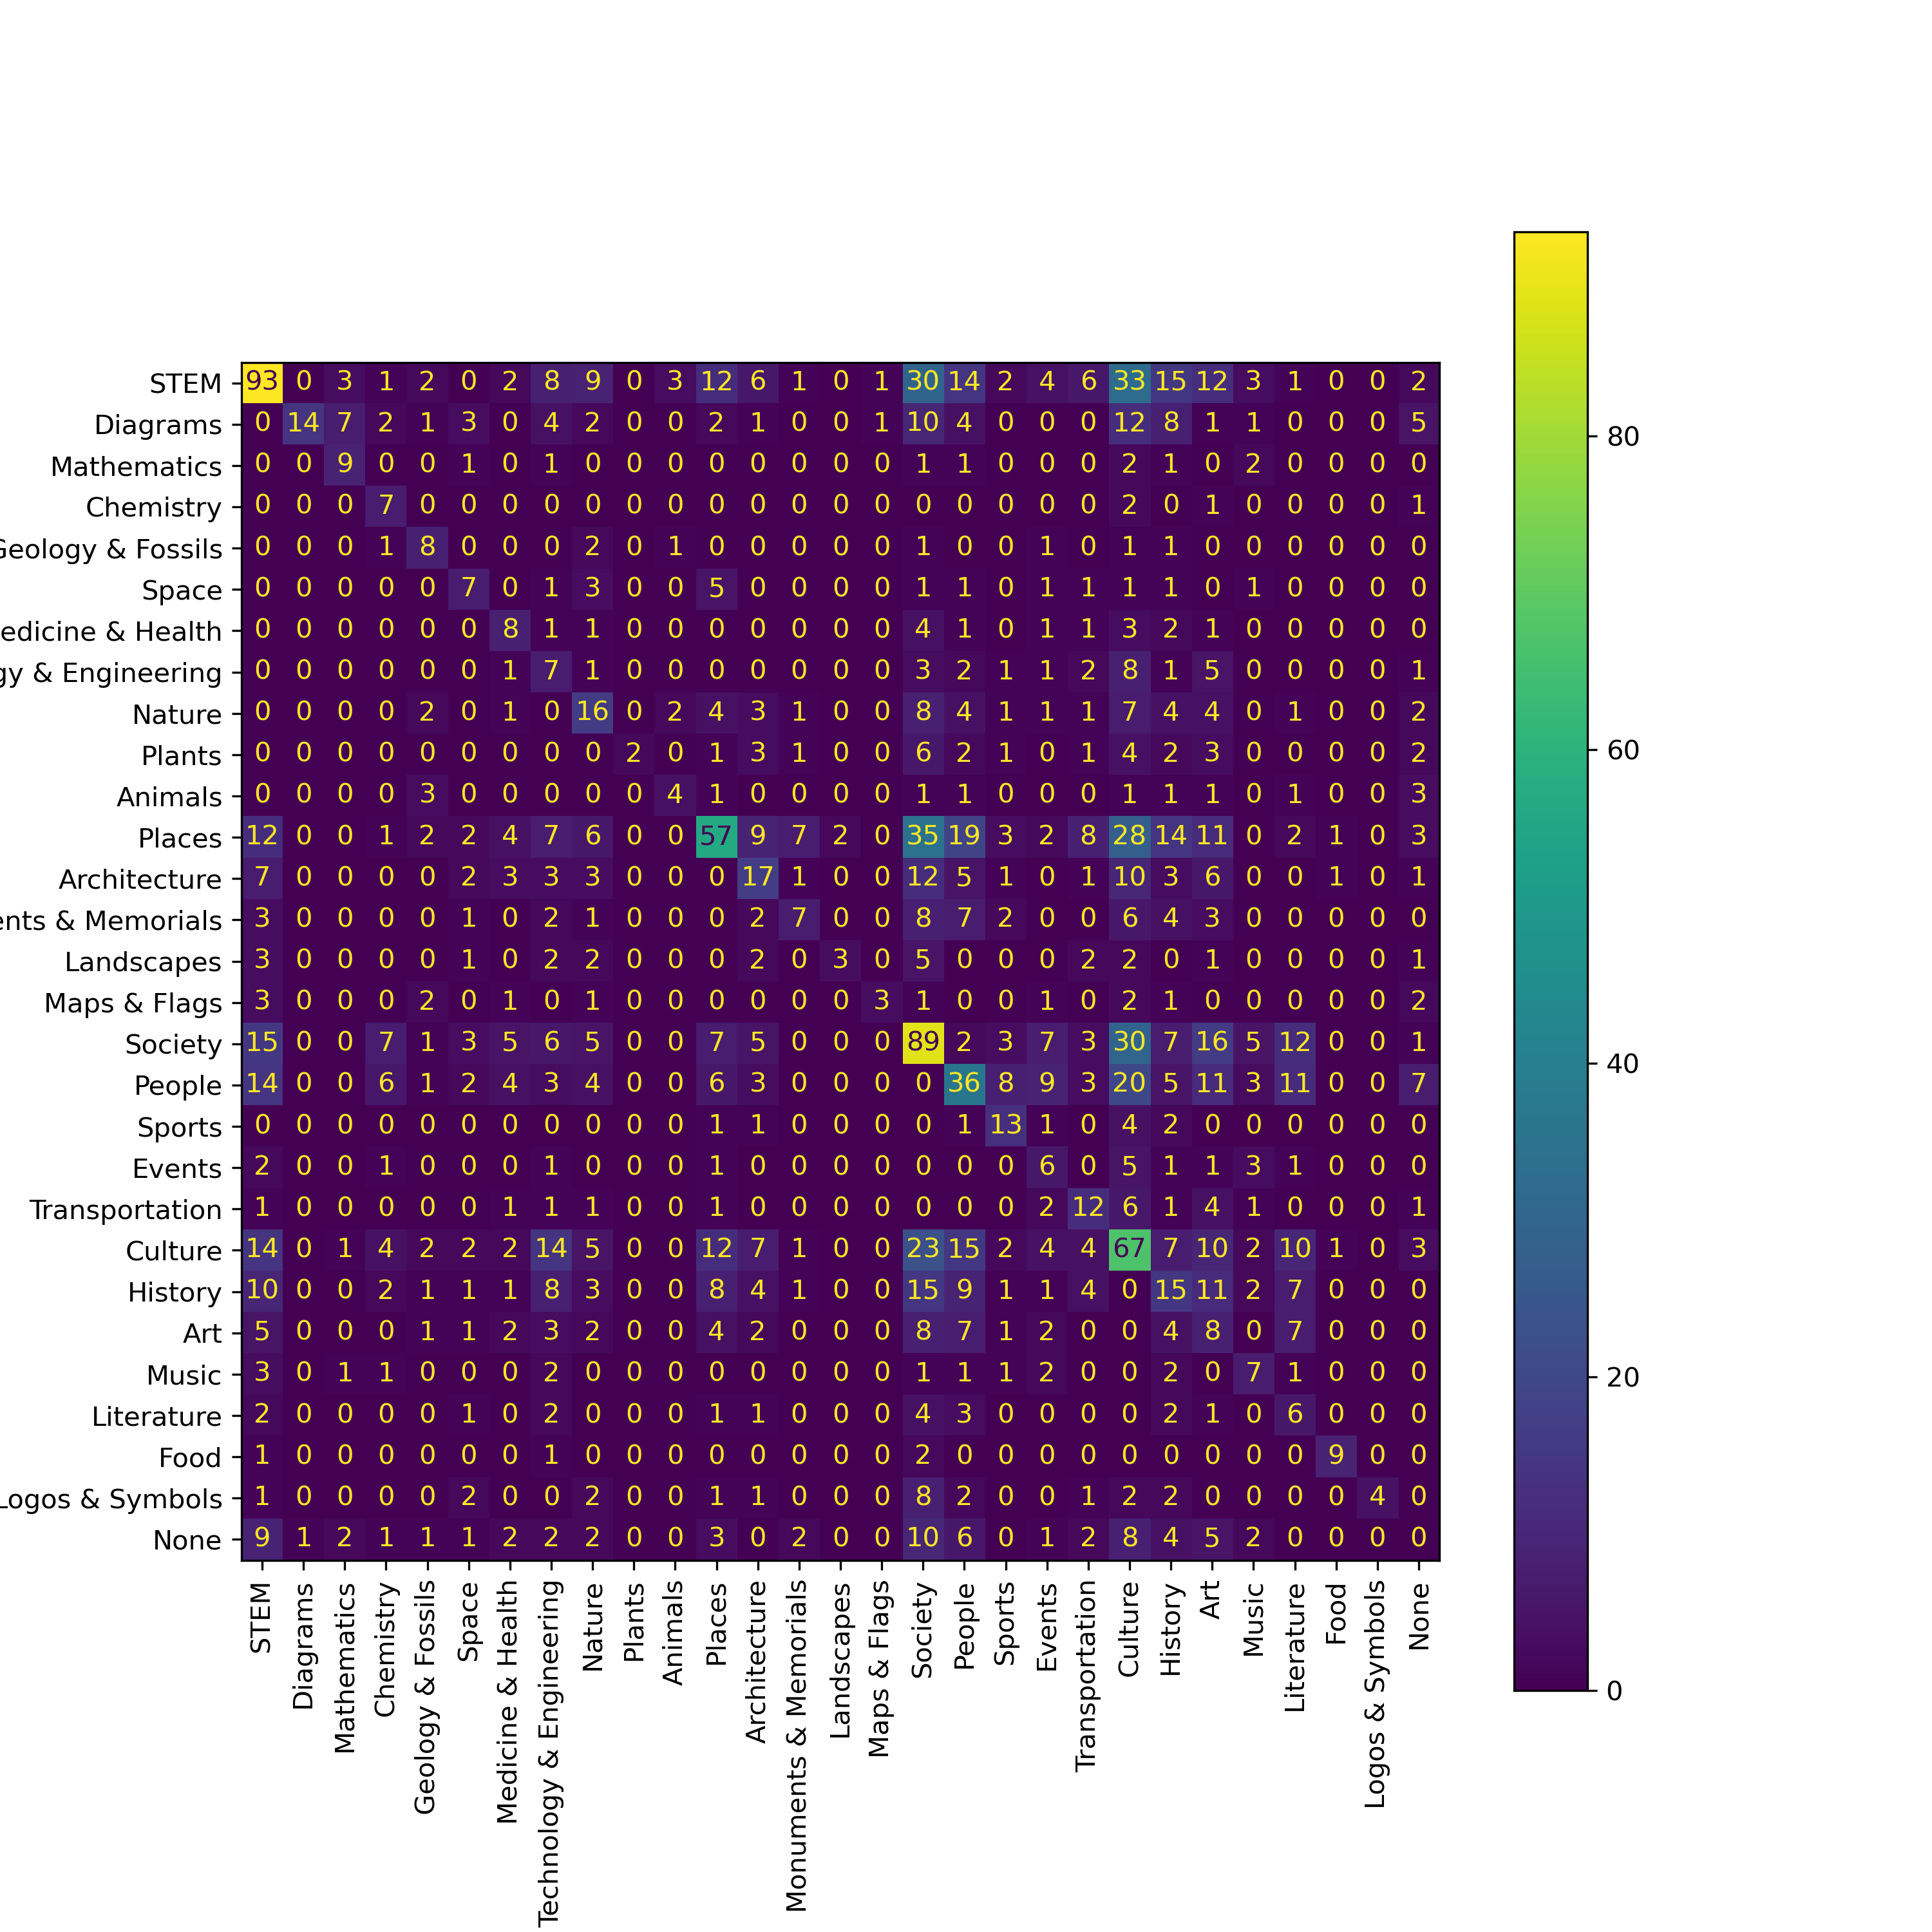 STEM 93 0 3 1 2 0 2 8 9 0 3 12 6 1 0 1 30 14 2 4 6 33 15 12 3 1 0 0 2
Diagrams 0 14 7 2 1 3 0 4 2 0 0 2 1 0 0 1 10 4 0 0 0 12 8 1 1 0 0 0 5
80
Mathematics 0 0 9 0 0 1 0 1 0 0 0 0 0 0 0 0 1 1 0 0 0 2 1 0 2 0 0 0 0
Chemistry 0 0 0 7 0 0 0 0 0 0 0 0 0 0 0 0 0 0 0 0 0 2 0 1 0 0 0 0 1
Geology & Fossils 0 0 0 1 8 0 0 0 2 0 1 0 0 0 0 0 1 0 0 1 0 1 1 0 0 0 0 0 0
Space 0 0 0 0 0 7 0 1 3 0 0 5 0 0 0 0 1 1 0 1 1 1 1 0 1 0 0 0 0
edicine & Health 0 0 0 0 0 0 8 1 1 0 0 0 0 0 0 0 4 1 0 1 1 3 2 1 0 0 0 0 0
gy & Engineering 0 0 0 0 0 0 1 7 1 0 0 0 0 0 0 0 3 2 1 1 2 8 1 5 0 0 0 0 1
Nature 0 0 0 0 2 0 1 0 16 0 2 4 3 1 0 0 8 4 1 1 1 7 4 4 0 1 0 0 2
Plants 0 0 0 0 0 0 0 0 0 2 0 1 3 1 0 0 6 2 1 0 1 4 2 3 0 0 0 0 2
60
Animals 0 0 0 0 3 0 0 0 0 0 4 1 0 0 0 0 1 1 0 0 0 1 1 1 0 1 0 0 3
Places 12 0 0 1 2 2 4 7 6 0 0 57 9 7 2 0 35 19 3 2 8 28 14 11 0 2 1 0 3
Architecture 7 0 0 0 0 2 3 3 3 0 0 0 17 1 0 0 12 5 1 0 1 10 3 6 0 0 1 0 1
ents & Memorials 3 0 0 0 0 1 0 2 1 0 0 0 2 7 0 0 8 7 2 0 0 6 4 3 0 0 0 0 0
Landscapes 3 0 0 0 0 1 0 2 2 0 0 0 2 0 3 0 5 0 0 0 2 2 0 1 0 0 0 0 1
Maps & Flags 3 0 0 0 2 0 1 0 1 0 0 0 0 0 0 3 1 0 0 1 0 2 1 0 0 0 0 0 2
Society 15 0 0 7 1 3 5 6 5 0 0 7 5 0 0 0 89 2 3 7 3 30 7 16 5 12 0 0 1
40
People 14 0 0 6 1 2 4 3 4 0 0 6 3 0 0 0 0 36 8 9 3 20 5 11 3 11 0 0 7
Sports 0 0 0 0 0 0 0 0 0 0 0 1 1 0 0 0 0 1 13 1 0 4 2 0 0 0 0 0 0
Events 2 0 0 1 0 0 0 1 0 0 0 1 0 0 0 0 0 0 0 6 0 5 1 1 3 1 0 0 0
Transportation 1 0 0 0 0 0 1 1 1 0 0 1 0 0 0 0 0 0 0 2 12 6 1 4 1 0 0 0 1
Culture 14 0 1 4 2 2 2 14 5 0 0 12 7 1 0 0 23 15 2 4 4 67 7 10 2 10 1 0 3
History 10 0 0 2 1 1 1 8 3 0 0 8 4 1 0 0 15 9 1 1 4 0 15 11 2 7 0 0 0
Art 5 0 0 0 1 1 2 3 2 0 0 4 2 0 0 0 8 7 1 2 0 0 4 8 0 7 0 0 0
20
Music 3 0 1 1 0 0 0 2 0 0 0 0 0 0 0 0 1 1 1 2 0 0 2 0 7 1 0 0 0
Literature 2 0 0 0 0 1 0 2 0 0 0 1 1 0 0 0 4 3 0 0 0 0 2 1 0 6 0 0 0
Food 1 0 0 0 0 0 0 1 0 0 0 0 0 0 0 0 2 0 0 0 0 0 0 0 0 0 9 0 0
Logos & Symbols 1 0 0 0 0 2 0 0 2 0 0 1 1 0 0 0 8 2 0 0 1 2 2 0 0 0 0 4 0
None 9 1 2 1 1 1 2 2 2 0 0 3 0 2 0 0 10 6 0 1 2 8 4 5 2 0 0 0 0
0
STEM
Diagrams
Mathematics
Chemistry
Geology & Fossils
Space
Medicine & Health
Technology & Engineering
Nature
Plants
Animals
Places
Architecture
Monuments & Memorials
Landscapes
Maps & Flags
Society
People
Sports
Events
Transportation
Culture
History
Art
Music
Literature
Food
Logos & Symbols
None